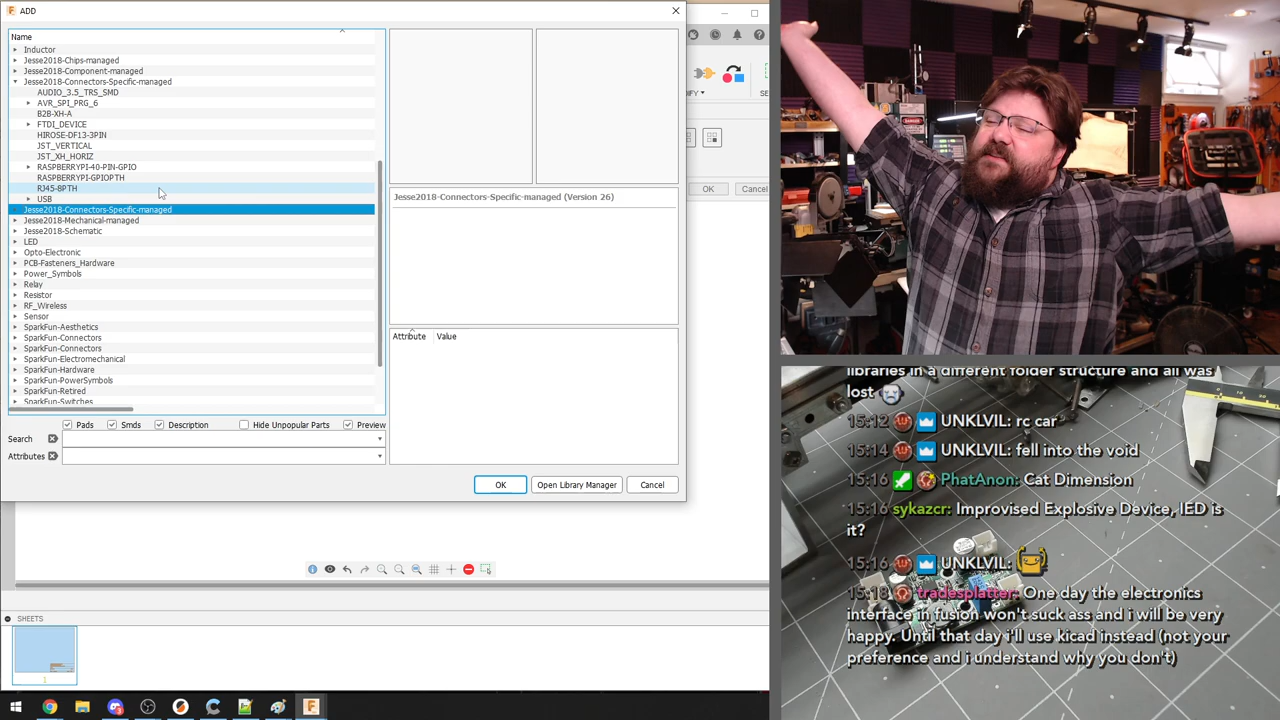 ADD
Name
Inductor
Jesse2018-Chips-managed
Jesse2018-Component-managed
Jesse2018-Connectors-Specific-managed
AUDIO_3.5_TRS_SMD
AVR_SPI_PRG_6
B2B-XH-A
FTDI_DEVICE
HIROSE-DF13-3PIN
JST_VERTICAL
JST_XH_HORIZ
RASPBERRYPI-40-PIN-GPIO
RASPBERRYPI-GPIOPTH
RJ45-8PTH
USB
Jesse2018-Connectors-Specific-managed
Jesse2018-Mechanical-managed
Jesse2018-Schematic
LED
Opto-Electronic
PCB-Fasteners_Hardware
Power_Symbols
Relay
Resistor
RF_Wireless
Sensor
SparkFun-Aesthetics
SparkFun-Connectors
SparkFun-Connectors
SparkFun-Electromechanical
SparkFun-Hardware
SparkFun-PowerSymbols
SparkFun-Retired
SparkFun-Switches
Pads Smds Description Hide Unpopular Parts Preview
Search
Attributes
Jesse2018-Connectors-Specific-managed (Version 26)
Attribute Value
OK Open Library Manager Cancel
IFY
SE
OK Cancel
SHEETS
1
libraries in a different folder structure and all was
lost
15:12 UNKLVIL: rc car
15:14 UNKLVIL: fell into the void
15:16 PhatAnon: Cat Dimension
15:16 sykazcr: Improvised Explosive Device, IED is
it?
15:16 UNKLVIL:
15:18 tradesplatter: One day the electronics
interface in fusion won't suck ass and i will be very
happy. Until that day i'll use kicad instead (not your
preference and i understand why you don't)